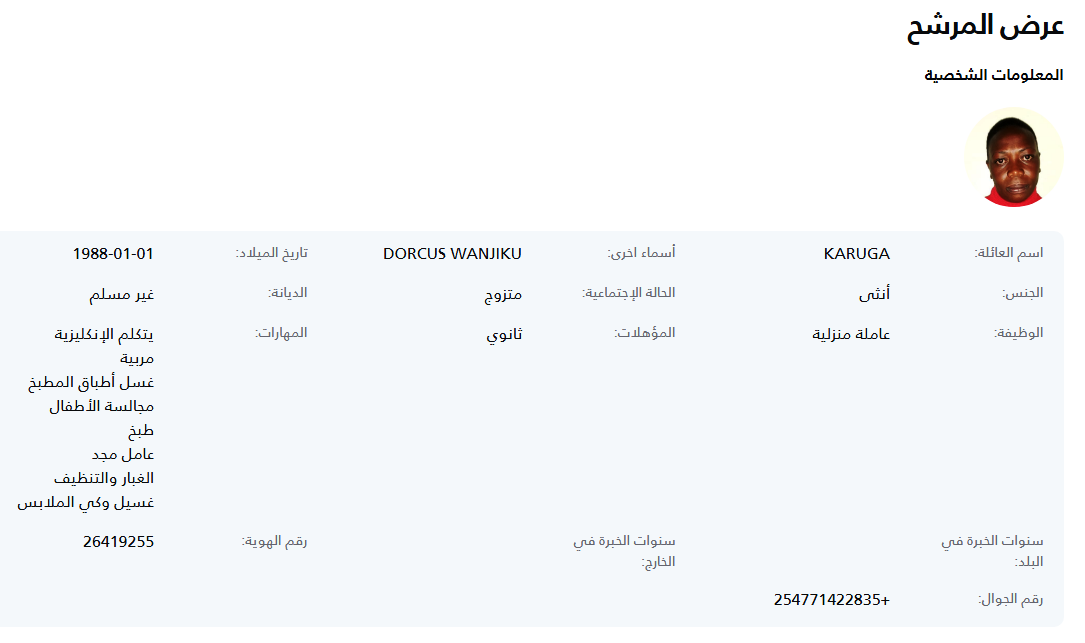 عرض المرشح
المعلومات الشخصية
اسم العائلة: KARUGA أسماء اخرى: DORCUS WANJIKU تاريخ الميلاد: 1988-01-01
الجنس: أنثى الحالة الإجتماعية: متزوج الديانة: غير مسلم
الوظيفة: عاملة منزلية المؤهلات: ثانوي المهارات: يتكلم الإنكليزية
مربية
غسل أطباق المطبخ
مجالسة الأطفال
طبخ
عامل مجد
الغبار والتنظيف
غسيل وكي الملابس
سنوات الخبرة في
البلد:
سنوات الخبرة في
الخارج:
رقم الهوية: 26419255
رقم الجوال: +254771422835